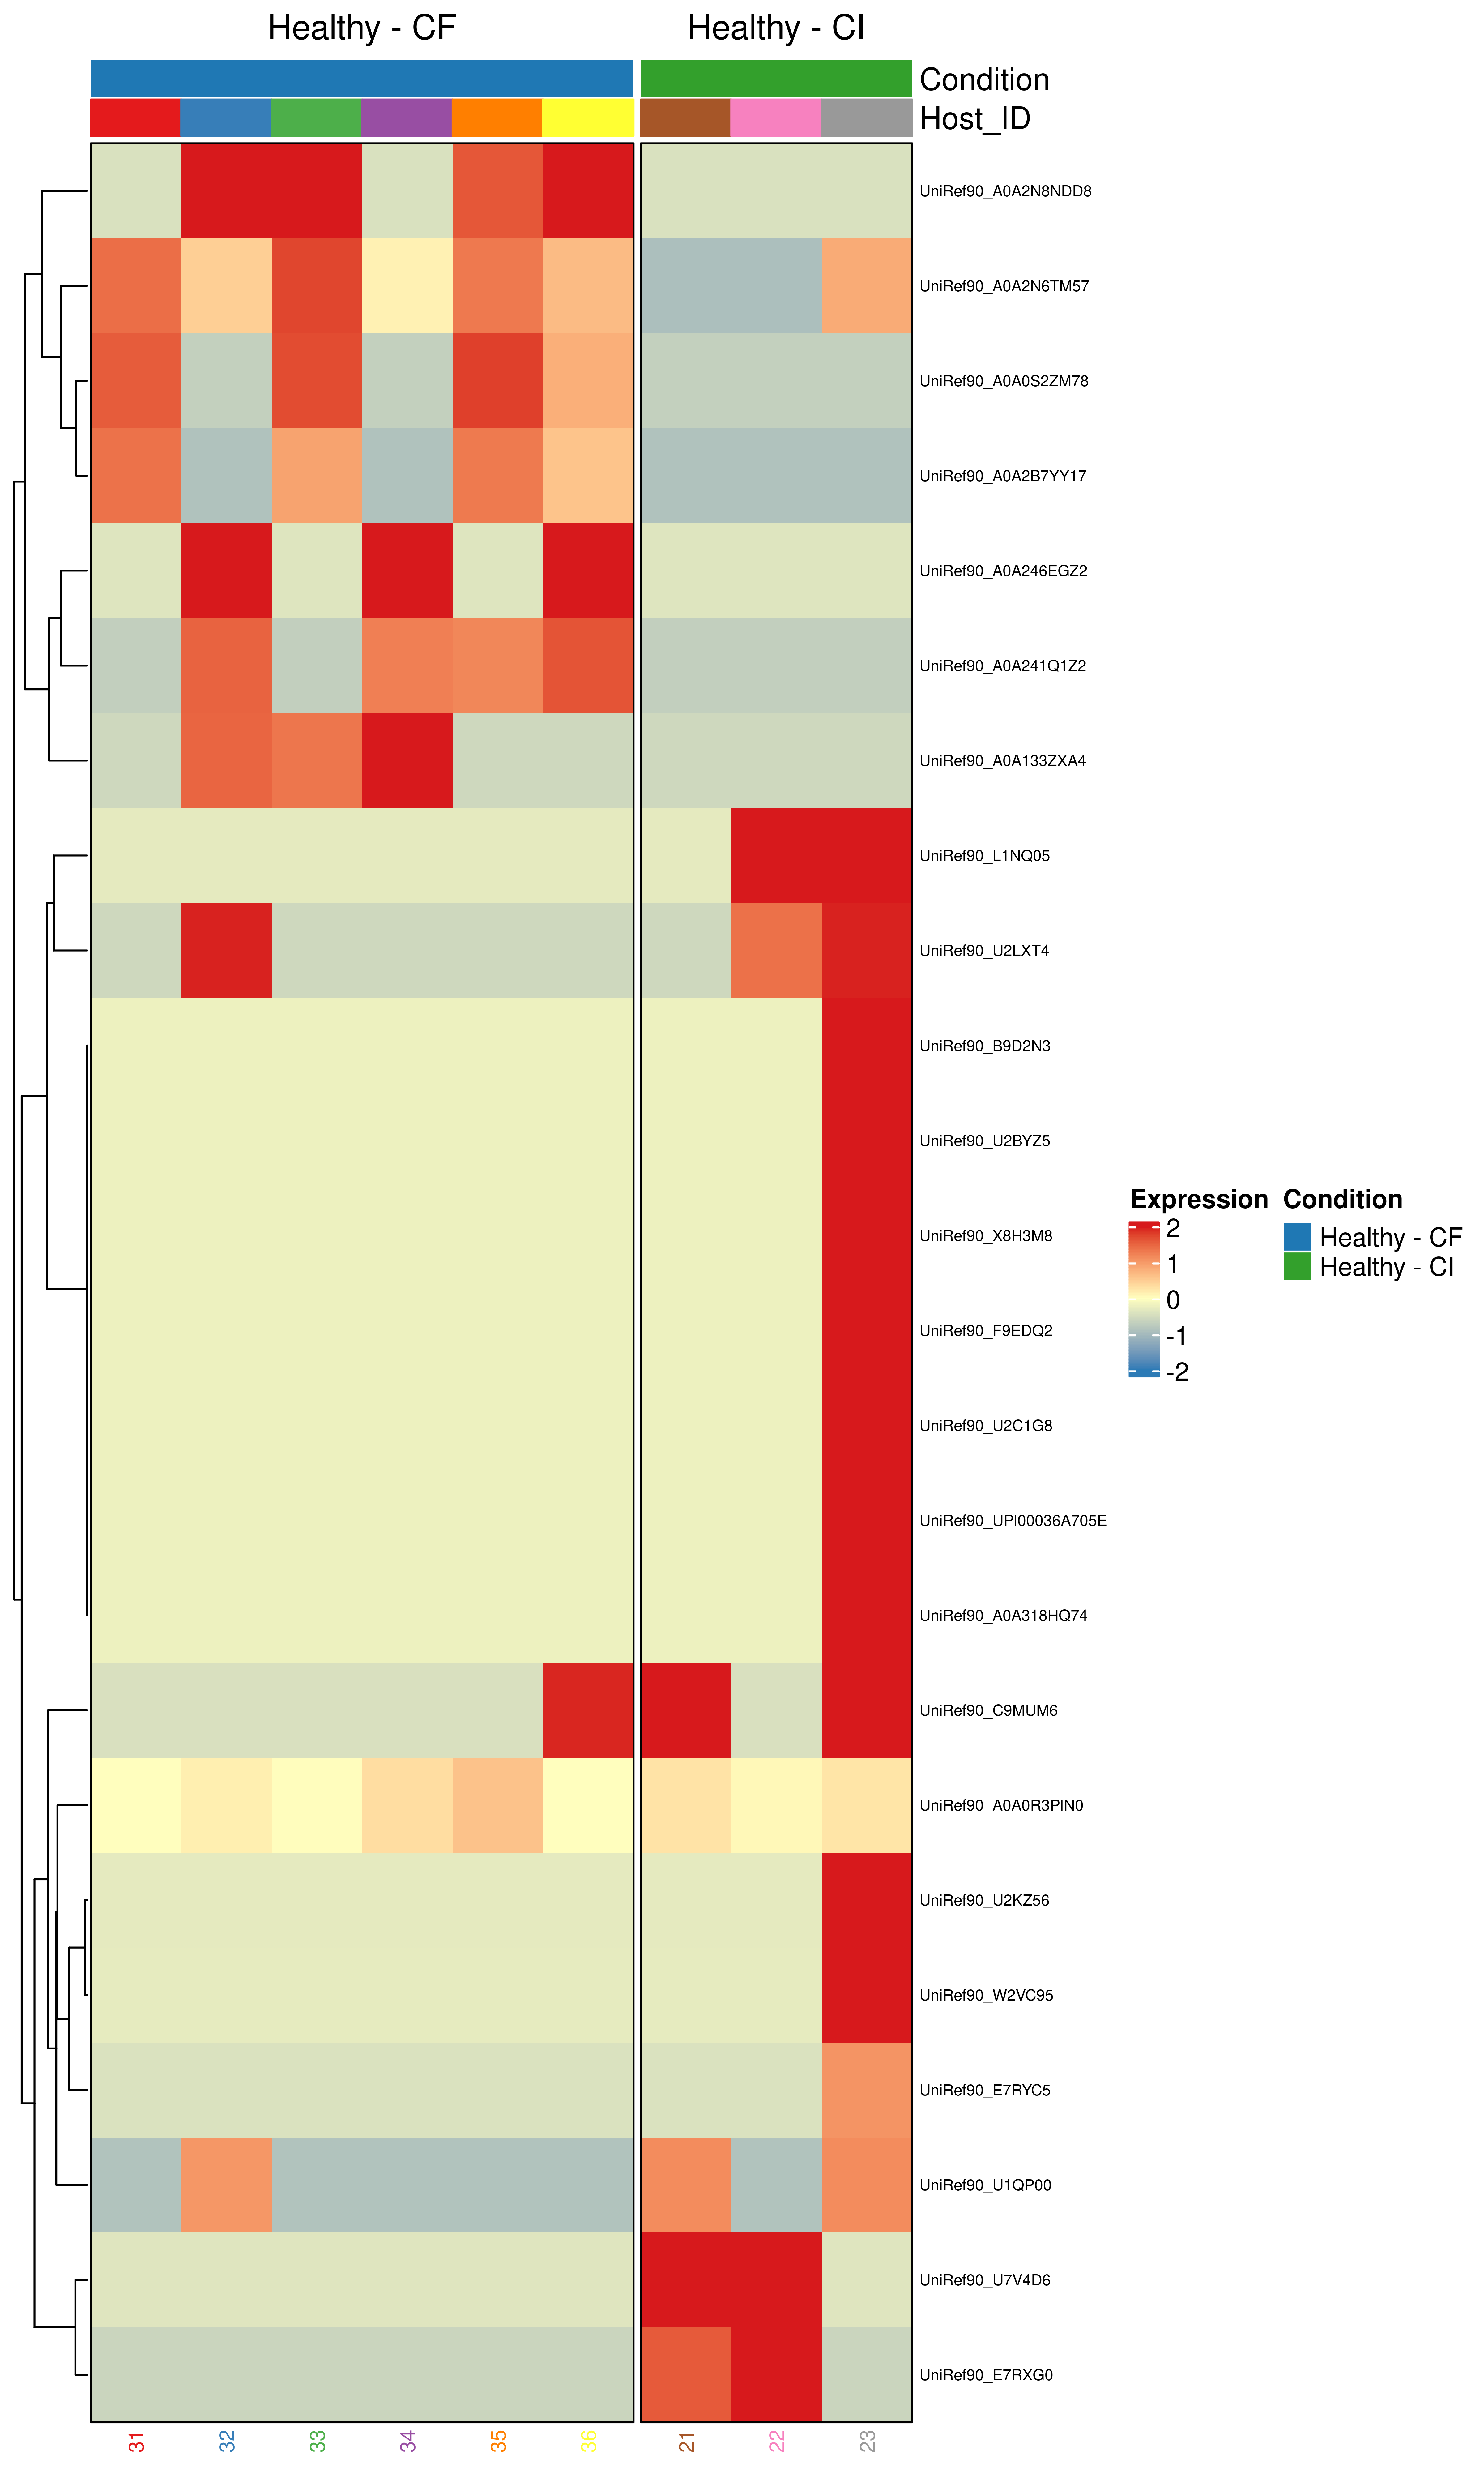 Healthy - CF
Healthy - CI
Condition
Host_ID
UniRef90_A0A2N8NDD8
UniRef90_A0A2N6TM57
UniRef90_A0A0S2ZM78
UniRef90_A0A2B7YY17
UniRef90_A0A246EGZ2
UniRef90_A0A241Q1Z2
UniRef90_A0A133ZXA4
UniRef90_L1NQ05
UniRef90_U2LXT4
UniRef90_B9D2N3
UniRef90_U2BYZ5
UniRef90_X8H3M8
UniRef90_F9EDQ2
UniRef90_U2C1G8
UniRef90_UPI00036A705E
UniRef90_A0A318HQ74
UniRef90_C9MUM6
UniRef90_A0A0R3PIN0
UniRef90_U2KZ56
UniRef90_W2VC95
UniRef90_E7RYC5
UniRef90_U1QP00
UniRef90_U7V4D6
UniRef90_E7RXG0
31 32 33 34 35 36 21 22 23
Expression
2
1
0
-1
-2
Condition
Healthy - CF
Healthy - CI